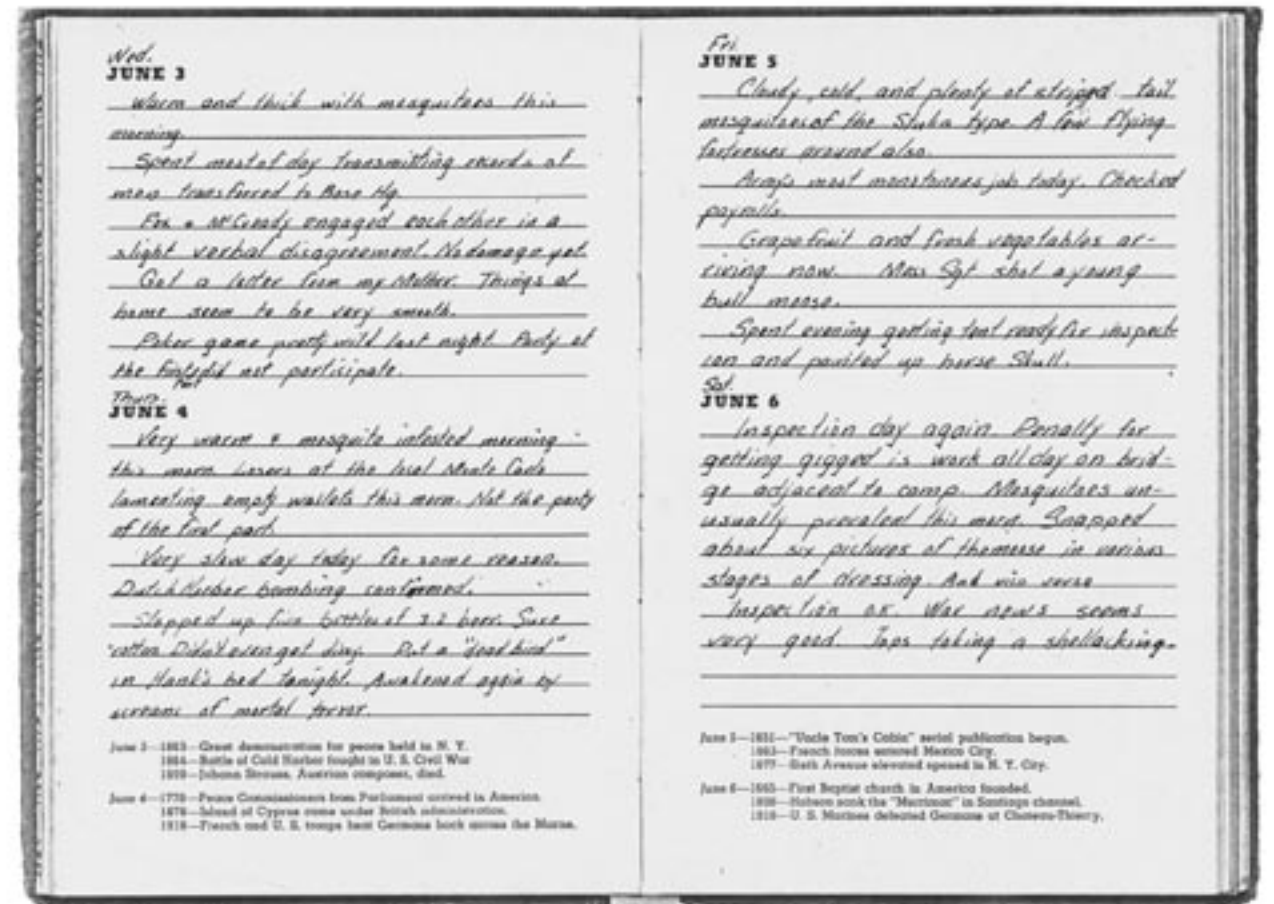 Wed.
JUNE 3
Warm and thick with mosquitoes this
morning.
Spent most of day transmitting records of
men transferred to Base Hq.
Fox & McCready engaged each other in a
slight verbal disagreement. No damage yet.
Got a letter from my Mother. Things at
home seem to be very smooth.
Poker game pretty wild last night. Party of
the first part did not participate.
Thurs.
JUNE 4
Very warm & mosquito infested morning
this morn. Losers at the local Monte Carlo
lamenting empty wallets this morn. Not the party
of the first part.
Very slow day today for some reason.
Dutch Harbor bombing confirmed.
Slopped up five bottles of 3.2 beer. Sure
rotten Didn't even get dizzy. Put a "dead bird"
in Hank's bed tonight. Awakened again by
screams of mortal terror.
June 3—1863—Great demonstration for peace held in N. Y.
1864—Battle of Cold Harbor fought in U. S. Civil War
1899—Johann Strauss, Austrian composer, died.
June 4—1778—Peace Commissioners from Parliament arrived in America.
1878—Island of Cyprus came under British administration.
1918—French and U. S. troops beat Germans back across the Marne.
Fri.
JUNE 5
Cloudy, cold, and plenty of striped tail
mosquitoes of the Stuka type. A few flying
fortresses around also.
Army's most monotonous job today. Checked
payrolls.
Grapefruit and fresh vegetables ar-
riving now. Mess Sgt shot a young
bull moose.
Spent evening getting tent ready for inspect-
ion and painted up horse Skull.
Sat.
JUNE 6
Inspection day again. Penalty for
getting gigged is work all day on brid-
ge adjacent to camp. Mosquitoes un-
usually prevalent this morn. Snapped
about six pictures of the moose in various
stages of dressing. And vice versa
Inspection O.K. War news seems
very good. Japs taking a shellacking.
June 5—1851—"Uncle Tom's Cabin" serial publication begun.
1863—French forces entered Mexico City.
1877—Sixth Avenue elevated opened in N. Y. City.
June 6—1665—First Baptist church in America founded.
1898—Hobson sank the "Merrimac" in Santiago channel.
1918—U. S. Marines defeated Germans at Chateau-Thierry.